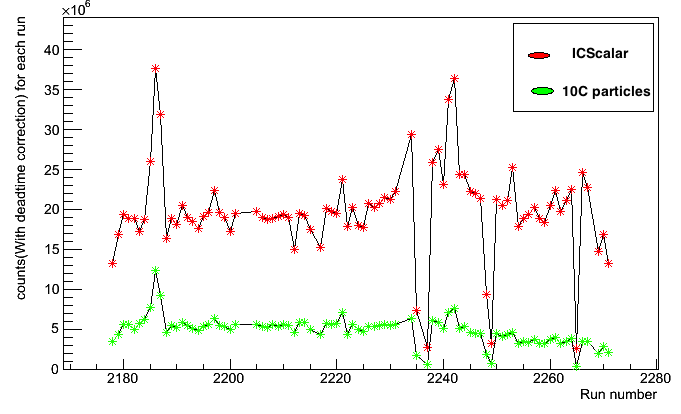 ×10⁶
counts(With deadtime correction) for each run
40
35
30
25
20
15
10
5
0
ICScalar
10C particles
2180 2200 2220 2240 2260 2280
Run number